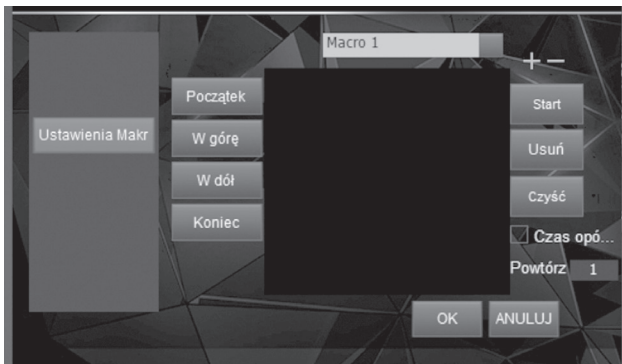 Macro 1
+ -
Początek
Start
Ustawienia Makr
W górę
Usuń
W dół
Czyść
Koniec
Czas opó...
Powtórz 1
OK
ANULUJ